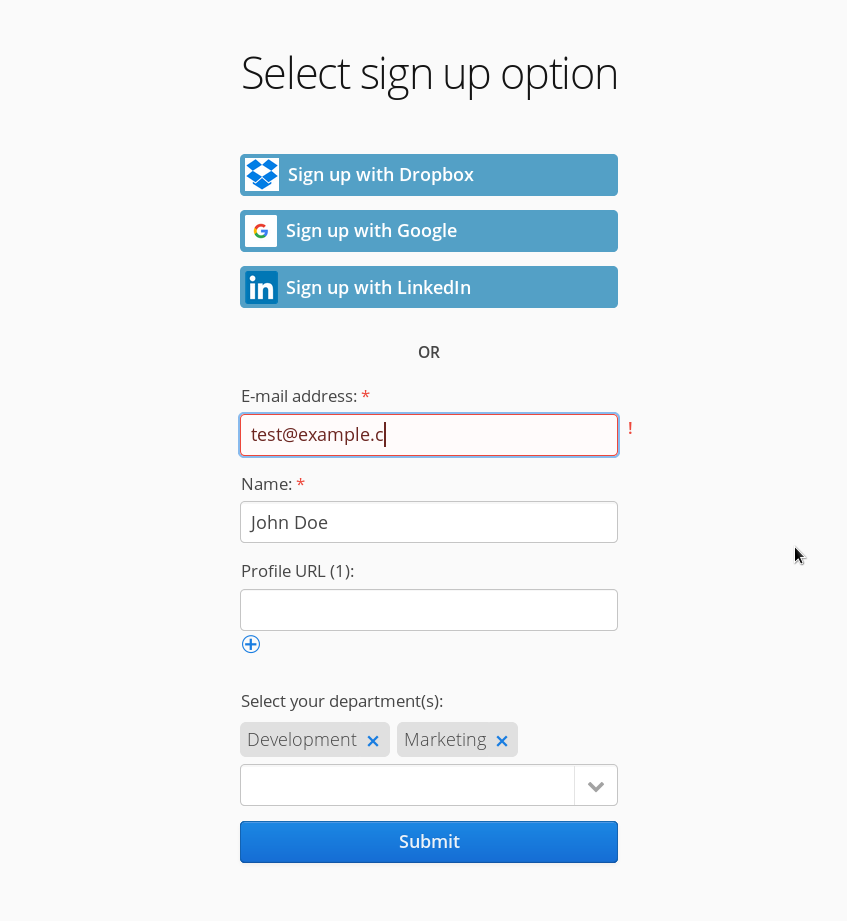 Select sign up option
Sign up with Dropbox
Sign up with Google
Sign up with LinkedIn
OR
E-mail address: *
test@example.c !
Name: *
John Doe
Profile URL (1):
Select your department(s):
Development × Marketing ×
Submit